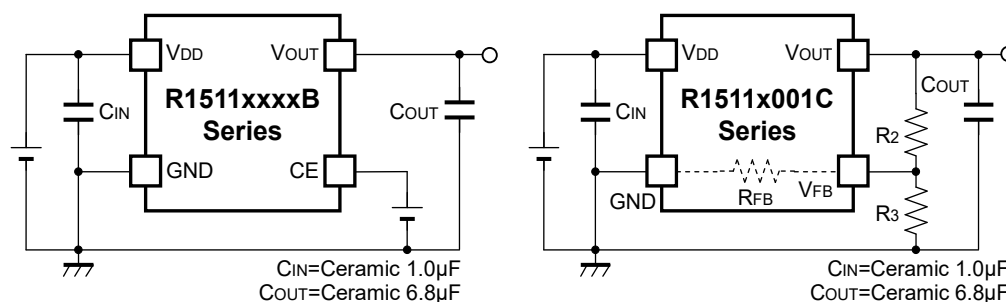 VDD
VOUT
R1511xxxxB
Series
CIN
COUT
GND
CE
CIN=Ceramic 1.0µF
COUT=Ceramic 6.8µF
VDD
VOUT
R1511x001C
Series
CIN
COUT
R2
GND
RFB
VFB
R3
CIN=Ceramic 1.0µF
COUT=Ceramic 6.8µF